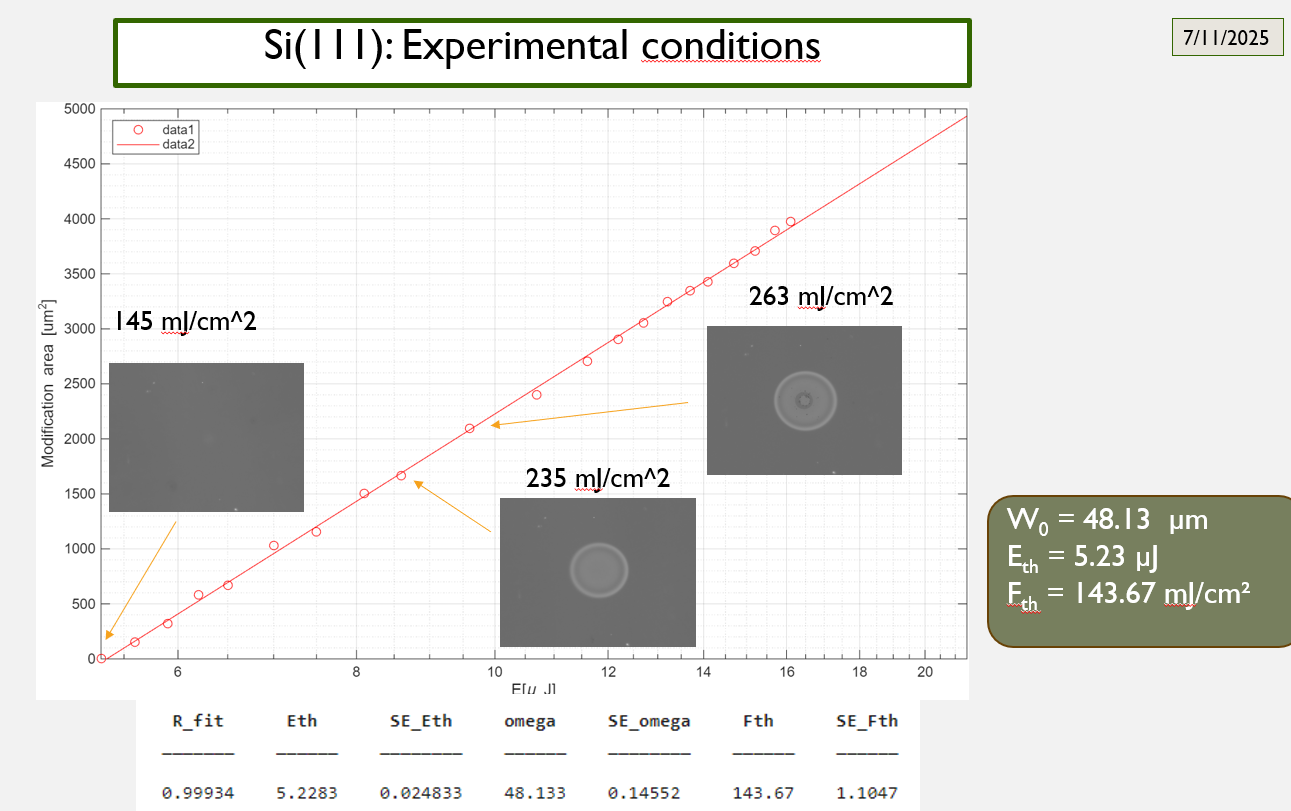 Si(111): Experimental conditions
7/11/2025
5000
4500
4000
3500
3000
2500
2000
1500
1000
500
0
Modification area [um²]
data1
data2
145 mJ/cm^2
263 mJ/cm^2
235 mJ/cm^2
6 8 10 12 14 16 18 20
E[μ J]
W₀ = 48.13 μm
Eₜₕ = 5.23 μJ
Fₜₕ = 143.67 mJ/cm²
R_fit Eth SE_Eth omega SE_omega Fth SE_Fth
0.99934 5.2283 0.024833 48.133 0.14552 143.67 1.1047